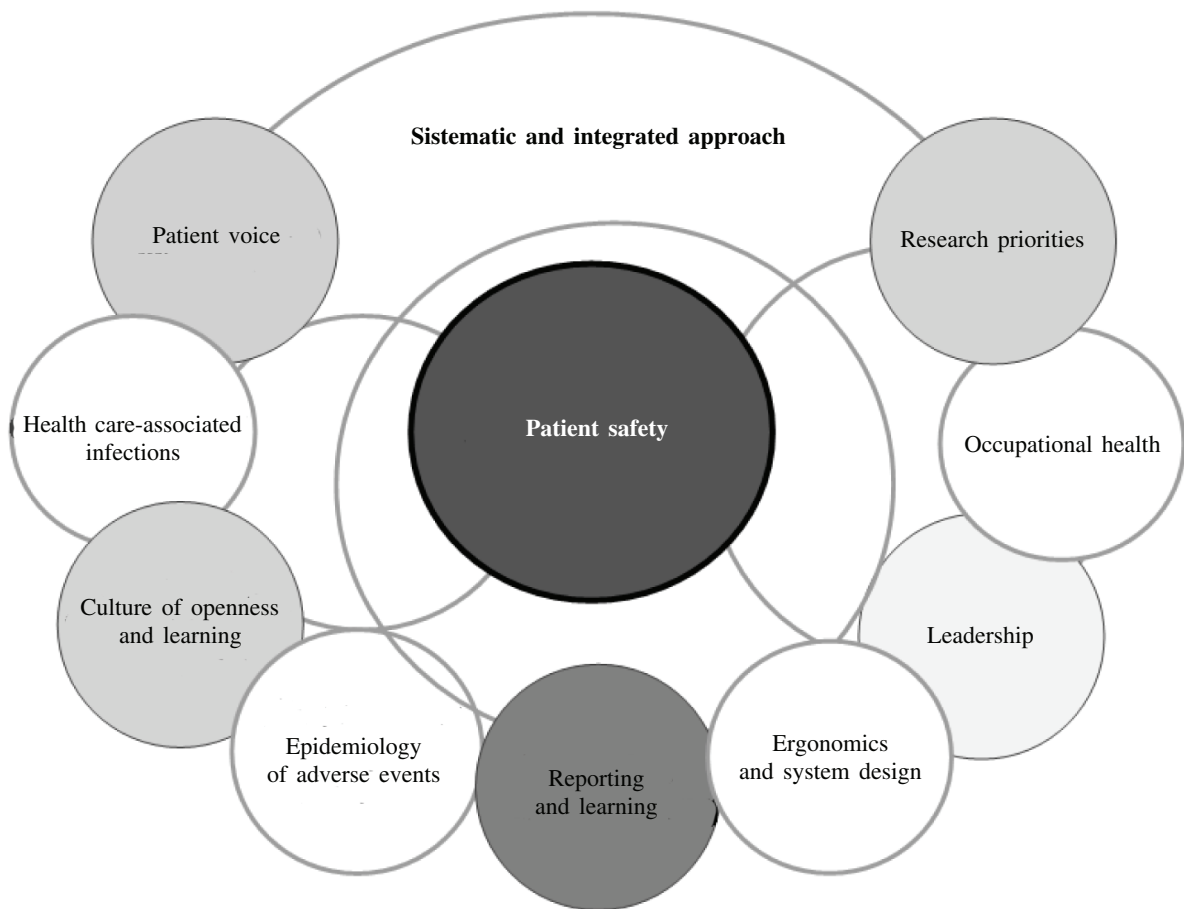 Sistematic and integrated approach
Patient voice
Research priorities
Health care-associated
infections
Patient safety
Occupational health
Culture of openness
and learning
Leadership
Epidemiology
of adverse events
Reporting
and learning
Ergonomics
and system design